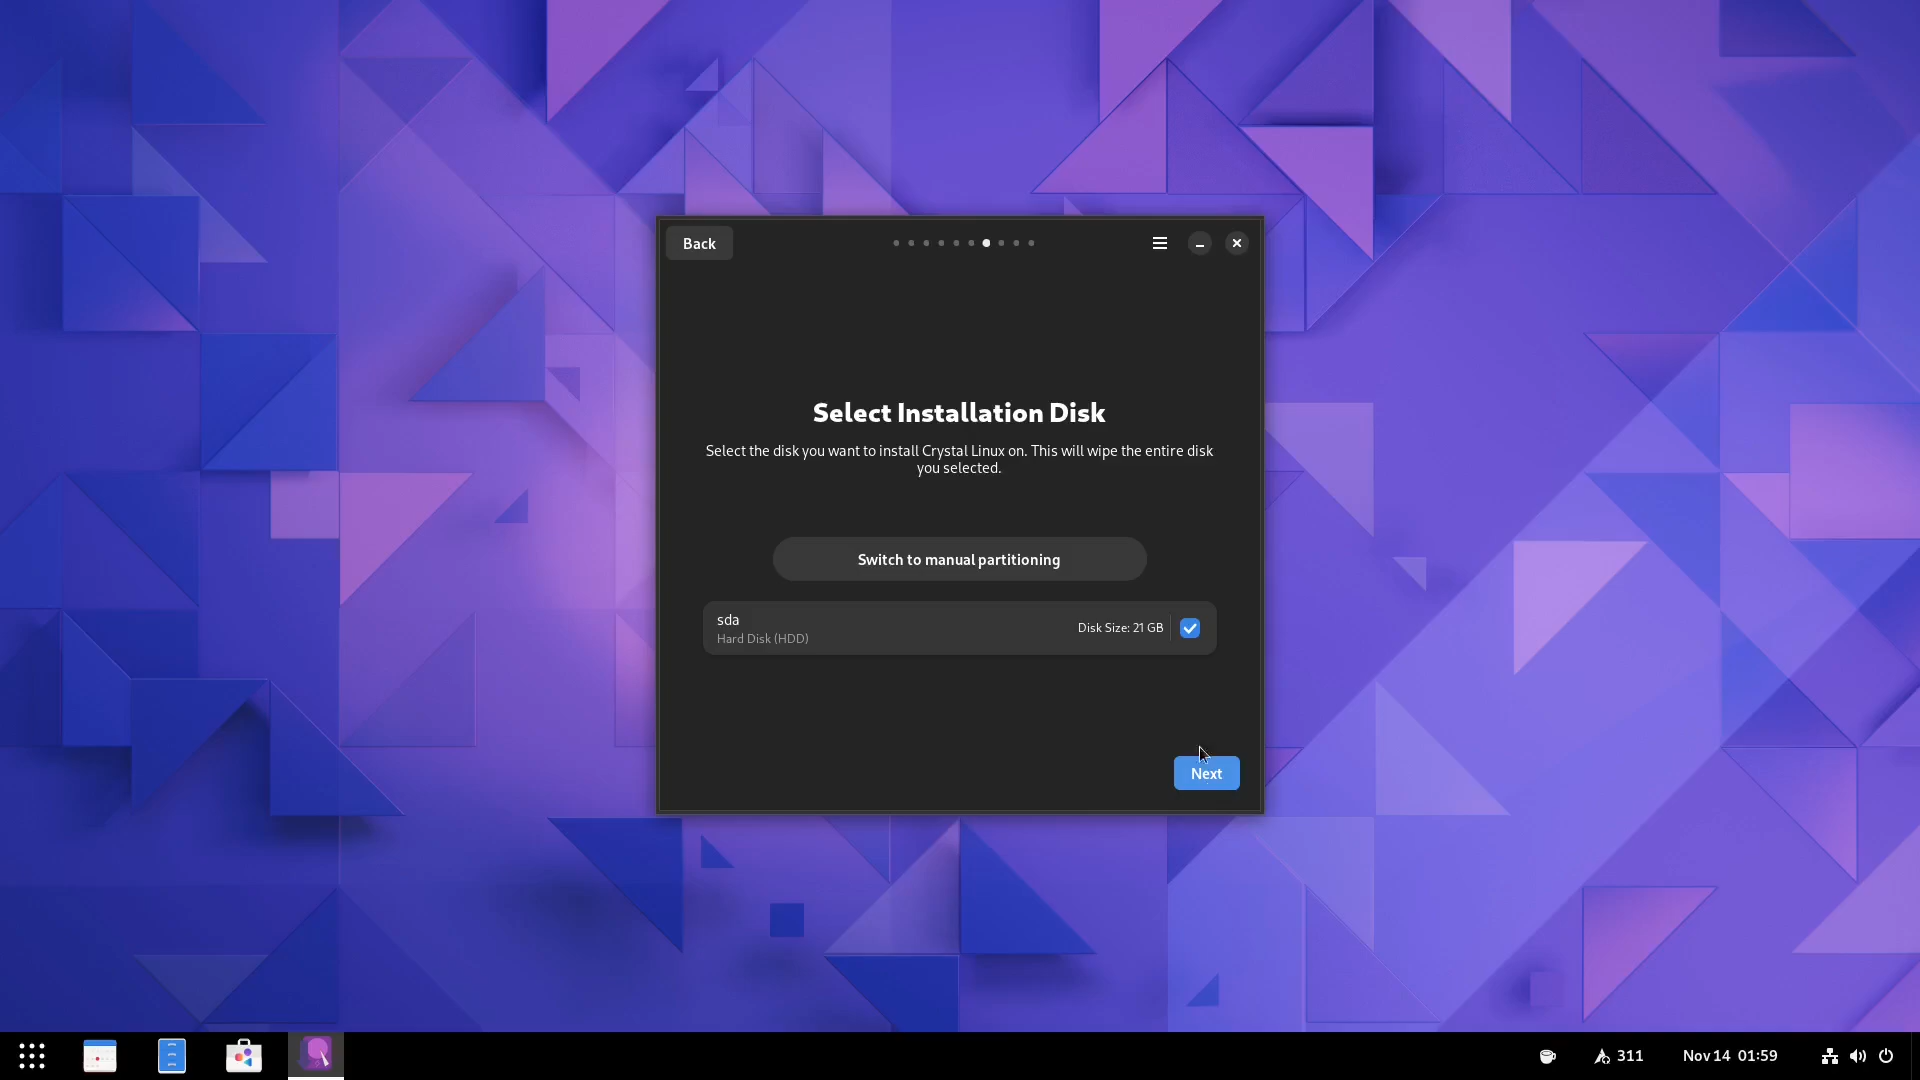 Back
Select Installation Disk
Select the disk you want to install Crystal Linux on. This will wipe the entire disk
you selected.
Switch to manual partitioning
sda
Hard Disk (HDD)
Disk Size: 21 GB
Next
311
Nov 14 01:59